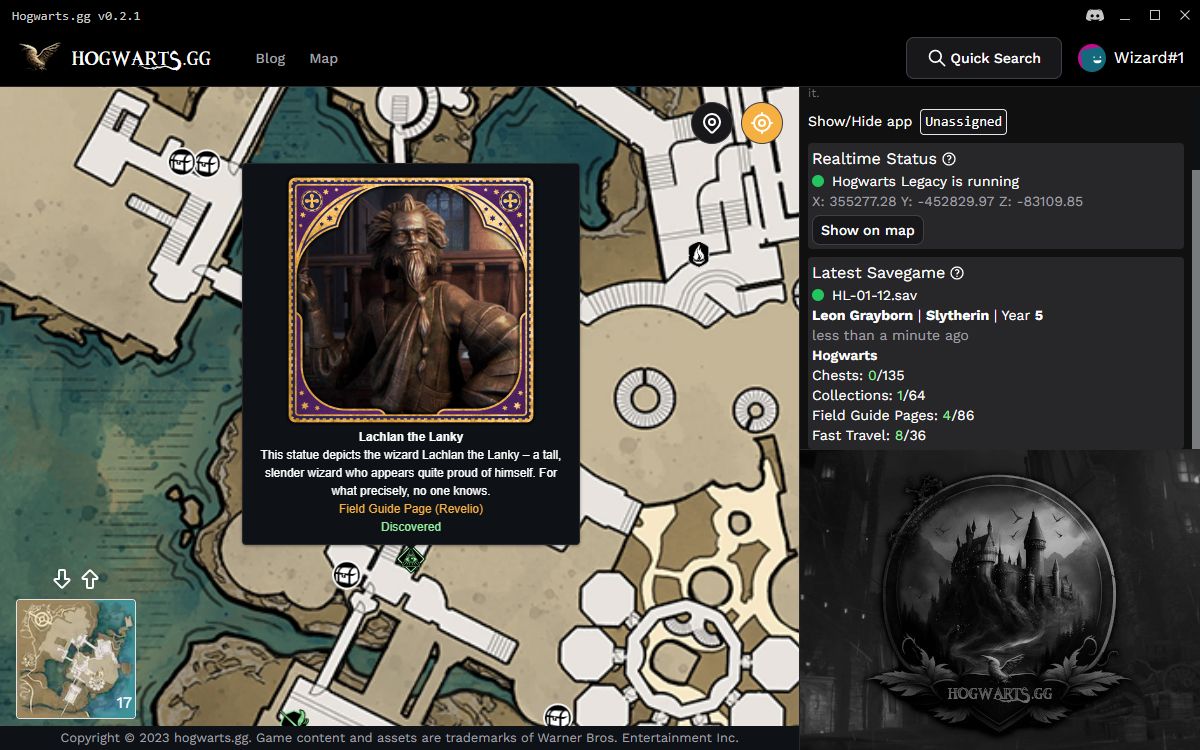 Hogwarts.gg v0.2.1
HOGWARTS.GG
Blog
Map
Quick Search
Wizard#1
it.
Show/Hide app Unassigned
Realtime Status
Hogwarts Legacy is running
X: 355277.28 Y: -452829.97 Z: -83109.85
Show on map
Latest Savegame
HL-01-12.sav
Leon Grayborn | Slytherin | Year 5
less than a minute ago
Hogwarts
Chests: 0/135
Collections: 1/64
Field Guide Pages: 4/86
Fast Travel: 8/36
Lachlan the Lanky
This statue depicts the wizard Lachlan the Lanky – a tall,
slender wizard who appears quite proud of himself. For
what precisely, no one knows.
Field Guide Page (Revelio)
Discovered
17
HOGWARTS.GG
Copyright © 2023 hogwarts.gg. Game content and assets are trademarks of Warner Bros. Entertainment Inc.